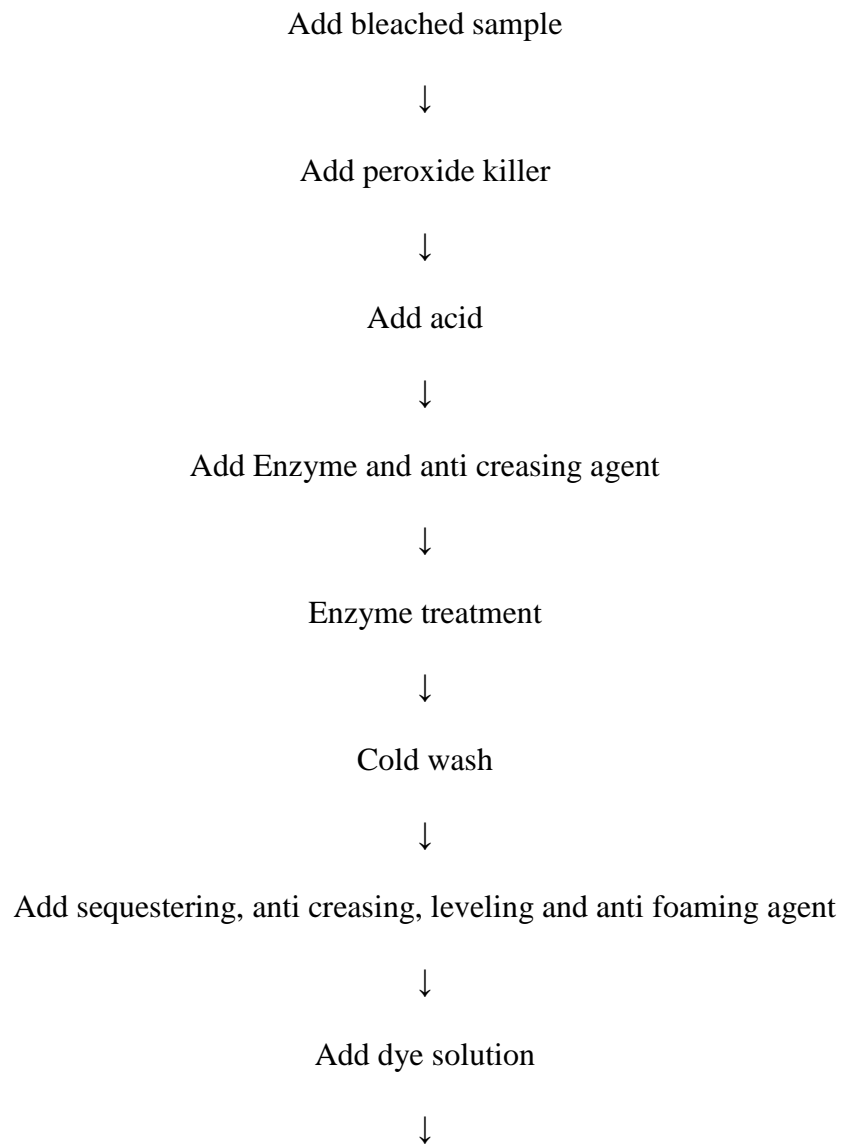 Add bleached sample
↓
Add peroxide killer
↓
Add acid
↓
Add Enzyme and anti creasing agent
↓
Enzyme treatment
↓
Cold wash
↓
Add sequestering, anti creasing, leveling and anti foaming agent
↓
Add dye solution
↓